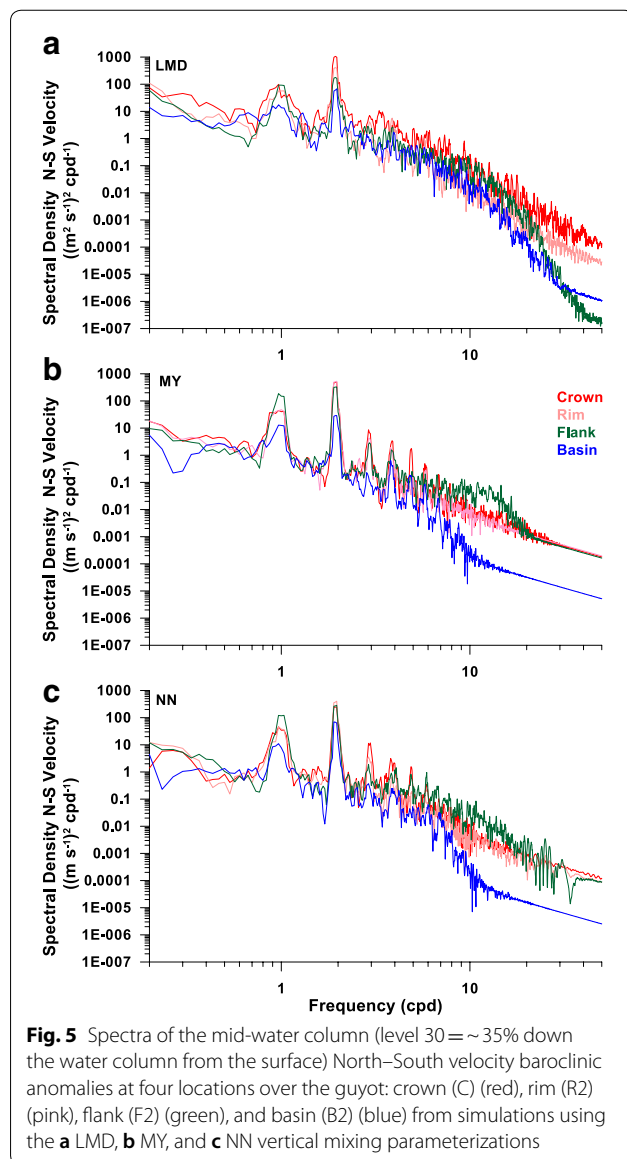 a
LMD
1000
100
10
1
0.1
0.01
0.001
0.0001
1E-005
1E-006
1E-007
Spectral Density N-S Velocity
((m² s⁻¹)² cpd⁻¹)
1
10
b
MY
1000
100
10
1
0.1
0.01
0.001
0.0001
1E-005
1E-006
1E-007
Spectral Density N-S Velocity
((m s⁻¹)² cpd⁻¹)
Crown
Rim
Flank
Basin
1
10
c
NN
1000
100
10
1
0.1
0.01
0.001
0.0001
1E-005
1E-006
1E-007
Spectral Density N-S Velocity
((m s⁻¹)² cpd⁻¹)
1
10
Frequency (cpd)
Fig. 5 Spectra of the mid-water column (level 30 = ~ 35% down
the water column from the surface) North–South velocity baroclinic
anomalies at four locations over the guyot: crown (C) (red), rim (R2)
(pink), flank (F2) (green), and basin (B2) (blue) from simulations using
the a LMD, b MY, and c NN vertical mixing parameterizations